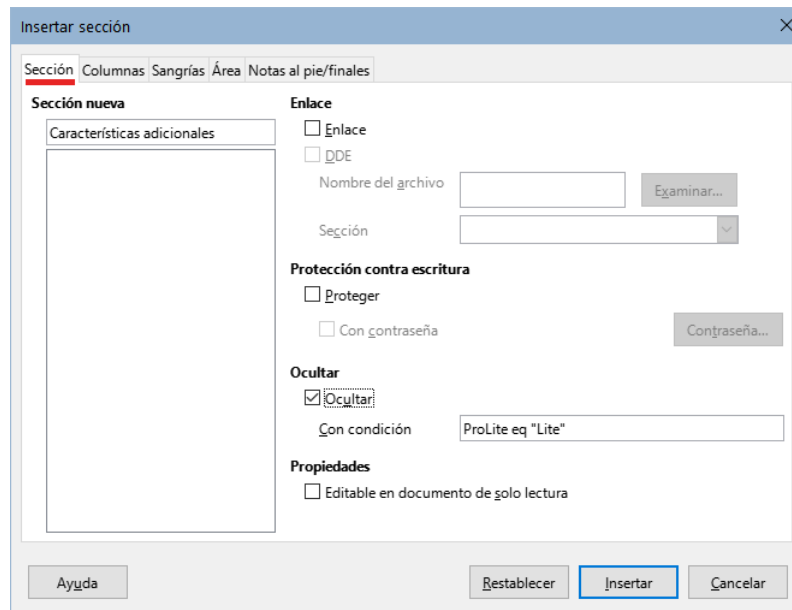 Insertar sección
Sección Columnas Sangrías Área Notas al pie/finales
Sección nueva
Características adicionales
Enlace
Enlace
DDE
Nombre del archivo
Examinar...
Sección
Protección contra escritura
Proteger
Con contraseña
Contraseña...
Ocultar
Ocultar
Con condición
ProLite eq "Lite"
Propiedades
Editable en documento de solo lectura
Ayuda
Restablecer
Insertar
Cancelar